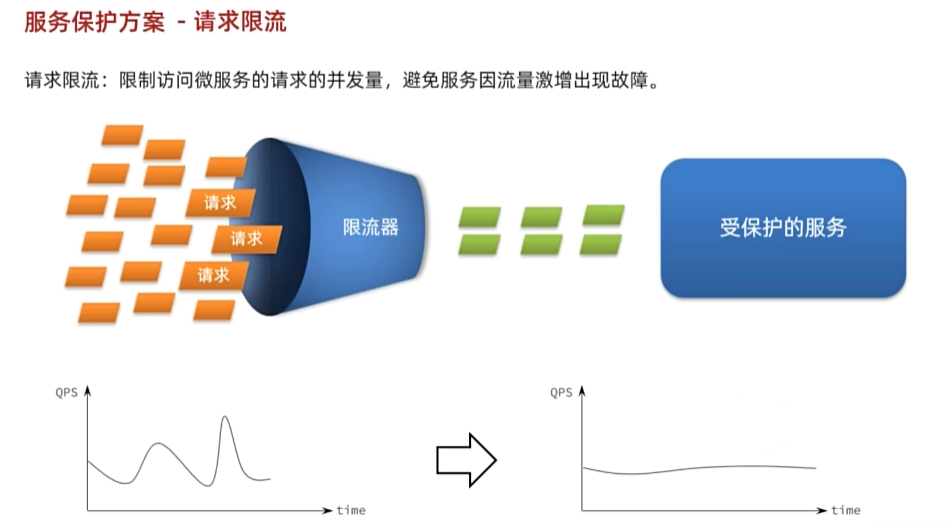 服务保护方案 - 请求限流
请求限流：限制访问微服务的请求的并发量，避免服务因流量激增出现故障。
请求
请求
请求
限流器
受保护的服务
QPS
time
QPS
time